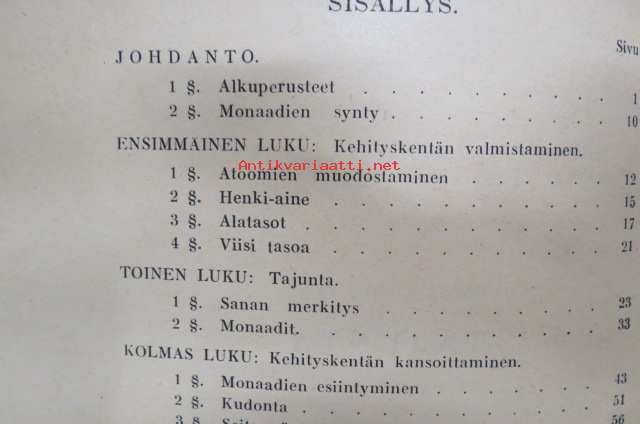 SISÄLLYS.
Sivu
JOHDANTO.
1 §. Alkuperusteet . . . . . . . . . . 1
2 §. Monaadien synty . . . . . . . . 10
ENSIMMÄINEN LUKU: Kehityskentän valmistaminen.
Antikvariaatti.net
1 §. Atoomien muodostaminen . . . . . . 12
2 §. Henki-aine . . . . . . . . . . 15
3 §. Alatasot . . . . . . . . . . 17
4 §. Viisi tasoa . . . . . . . . . . 21
TOINEN LUKU: Tajunta.
1 §. Sanan merkitys . . . . . . . . . 23
2 §. Monaadit. . . . . . . . . . . 33
KOLMAS LUKU: Kehityskentän kansoittaminen.
1 §. Monaadien esiintyminen . . . . . . . 43
2 §. Kudonta . . . . . . . . . . . 51
3 §. 56